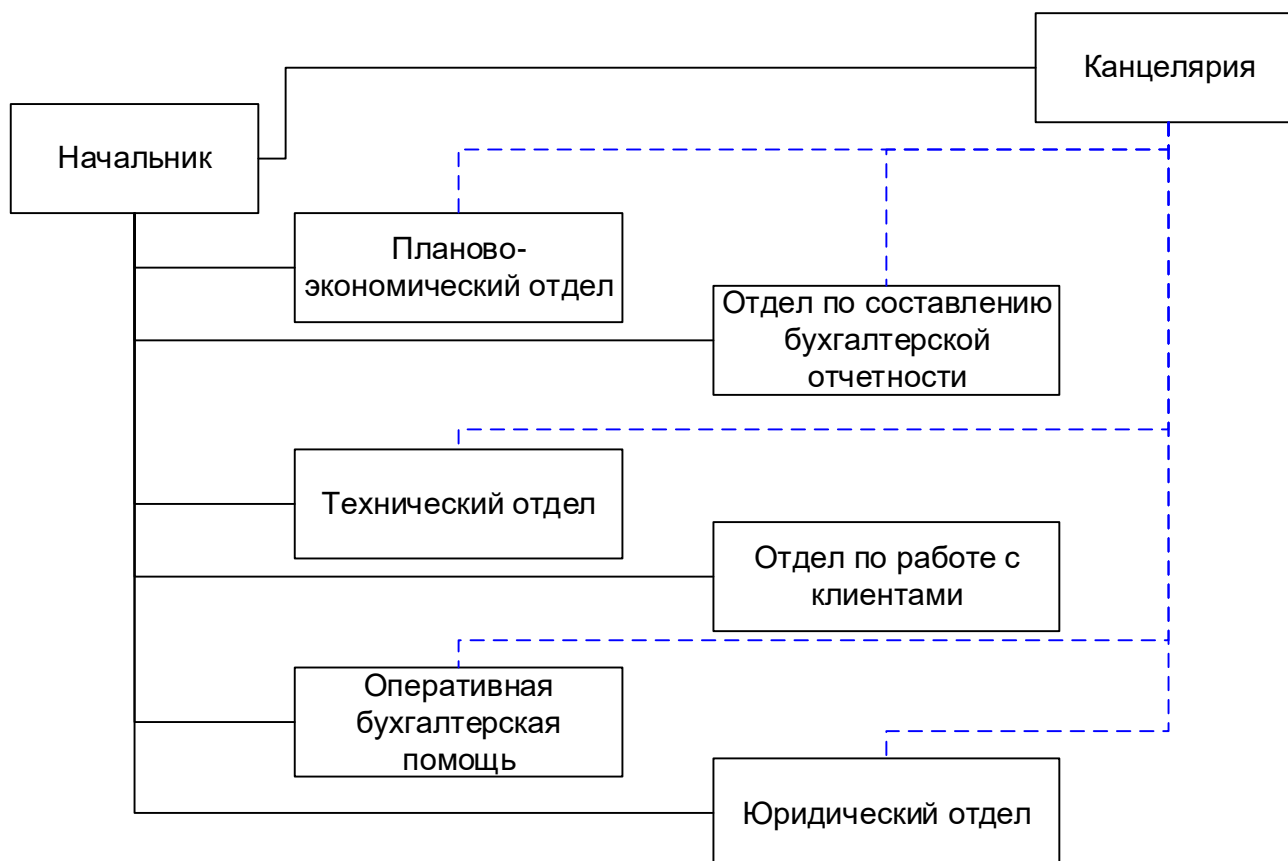 Канцелярия
Начальник
Планово-
экономический отдел
Отдел по составлению
бухгалтерской
отчетности
Технический отдел
Отдел по работе с
клиентами
Оперативная
бухгалтерская
помощь
Юридический отдел